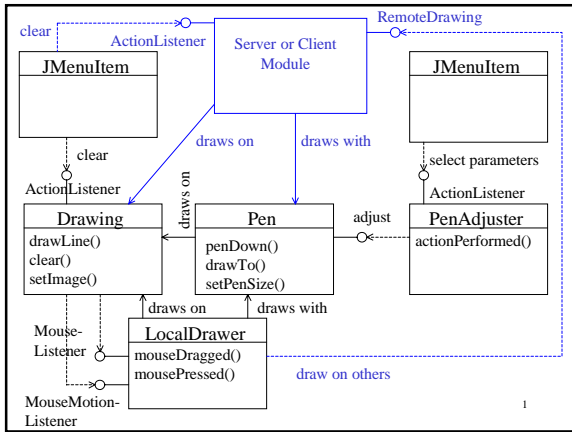 clear
ActionListener
RemoteDrawing
Server or Client
Module
JMenuItem
JMenuItem
clear
draws on
draws with
select parameters
ActionListener
ActionListener
Drawing
drawLine()
clear()
setImage()
draws on
Pen
penDown()
drawTo()
setPenSize()
adjust
PenAdjuster
actionPerformed()
draws on
draws with
Mouse-
Listener
LocalDrawer
mouseDragged()
mousePressed()
draw on others
MouseMotion-
Listener
1